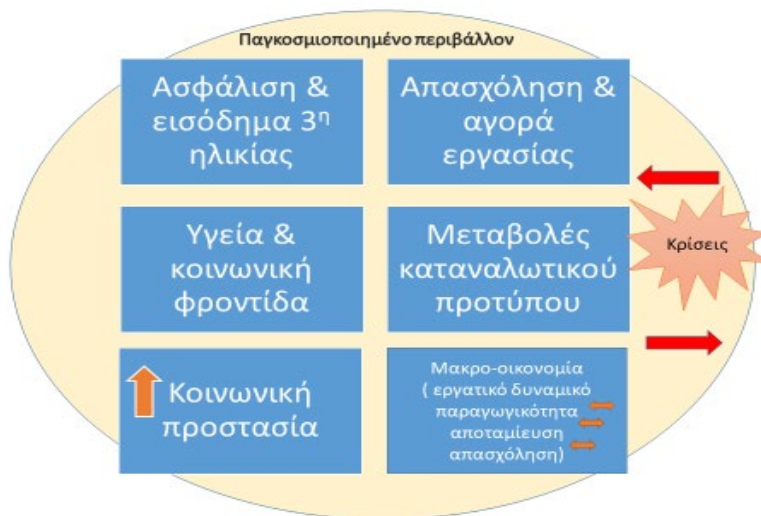 Παγκοσμιοποιημένο περιβάλλον
Ασφάλιση &
εισόδημα 3η
ηλικίας
Απασχόληση &
αγορά
εργασίας
Υγεία &
κοινωνική
φροντίδα
Μεταβολές
καταναλωτικού
προτύπου
Κρίσεις
Κοινωνική
προστασία
Μακρο-οικονομία
( εργατικό δυναμικό
παραγωγικότητα
αποταμίευση
απασχόληση)